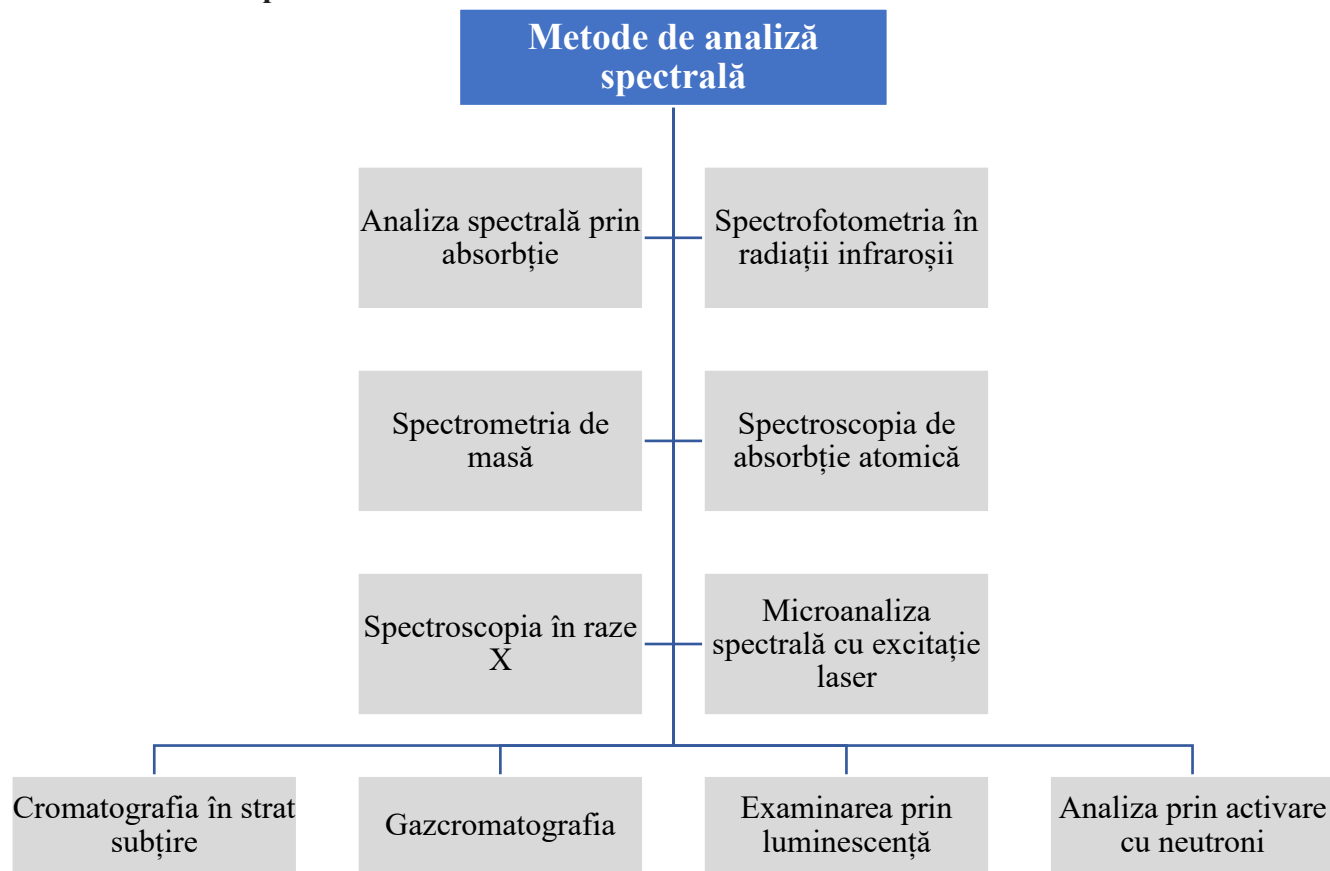 Metode de analiză
spectrală
Analiza spectrală prin
absorbție
Spectrofotometria în
radiații infraroșii
Spectrometria de
masă
Spectroscopia de
absorbție atomică
Spectroscopia în raze
X
Microanaliza
spectrală cu excitație
laser
Cromatografia în strat
subțire
Gazcromatografia
Examinarea prin
luminescență
Analiza prin activare
cu neutroni